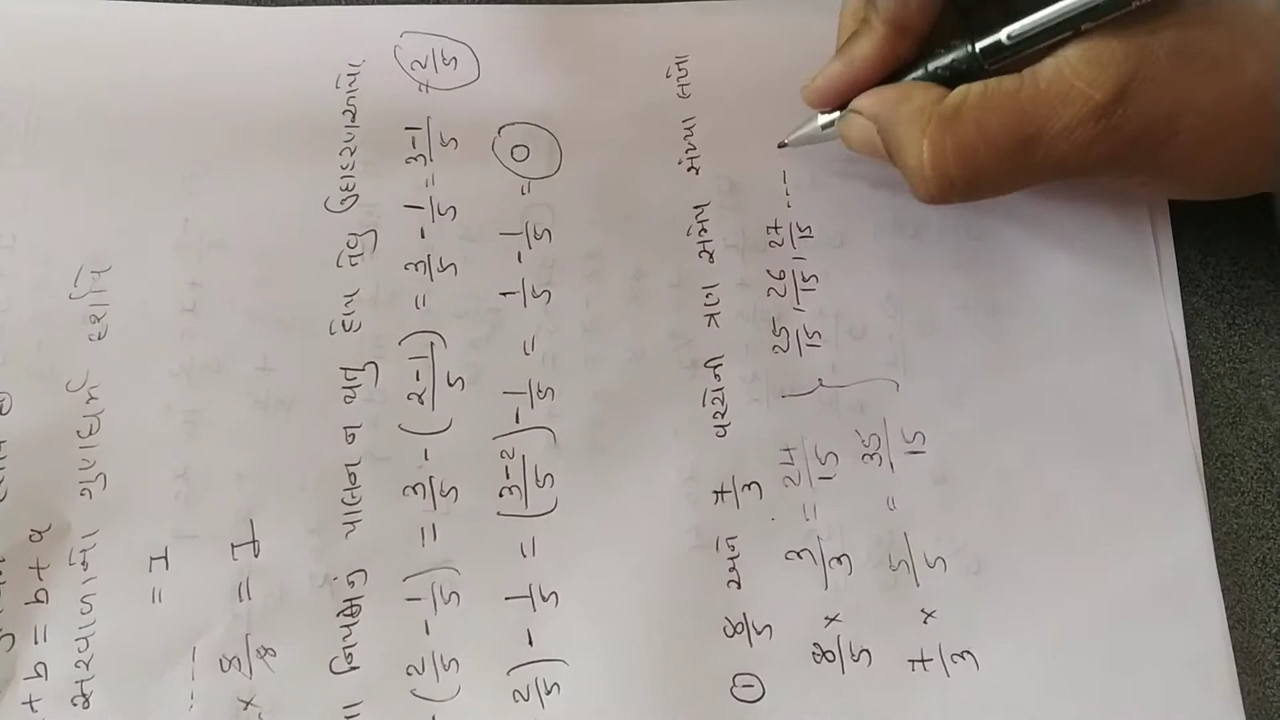 + b = b + a
સરવાળાનો ગુણધર્મ દર્શાવે
---- = 1
× 8/8 = 1
નિયમનું પાલન ન થતું હોય તેવું ઉદાહરણ આપો.
-(2/5 - 1/5) = 3/5 - (2-1/5) = 3/5 - 1/5 = 3-1/5 = 2/5
2/5) - 1/5 = (3-2/5) - 1/5 = 1/5 - 1/5 = 0
① 8/5 અને 7/3 વચ્ચેની ત્રણ સંમેય સંખ્યા લખો
8/5 × 3/3 = 24/15 } 25/15, 26/15, 27/15 ---
7/3 × 5/5 = 35/15